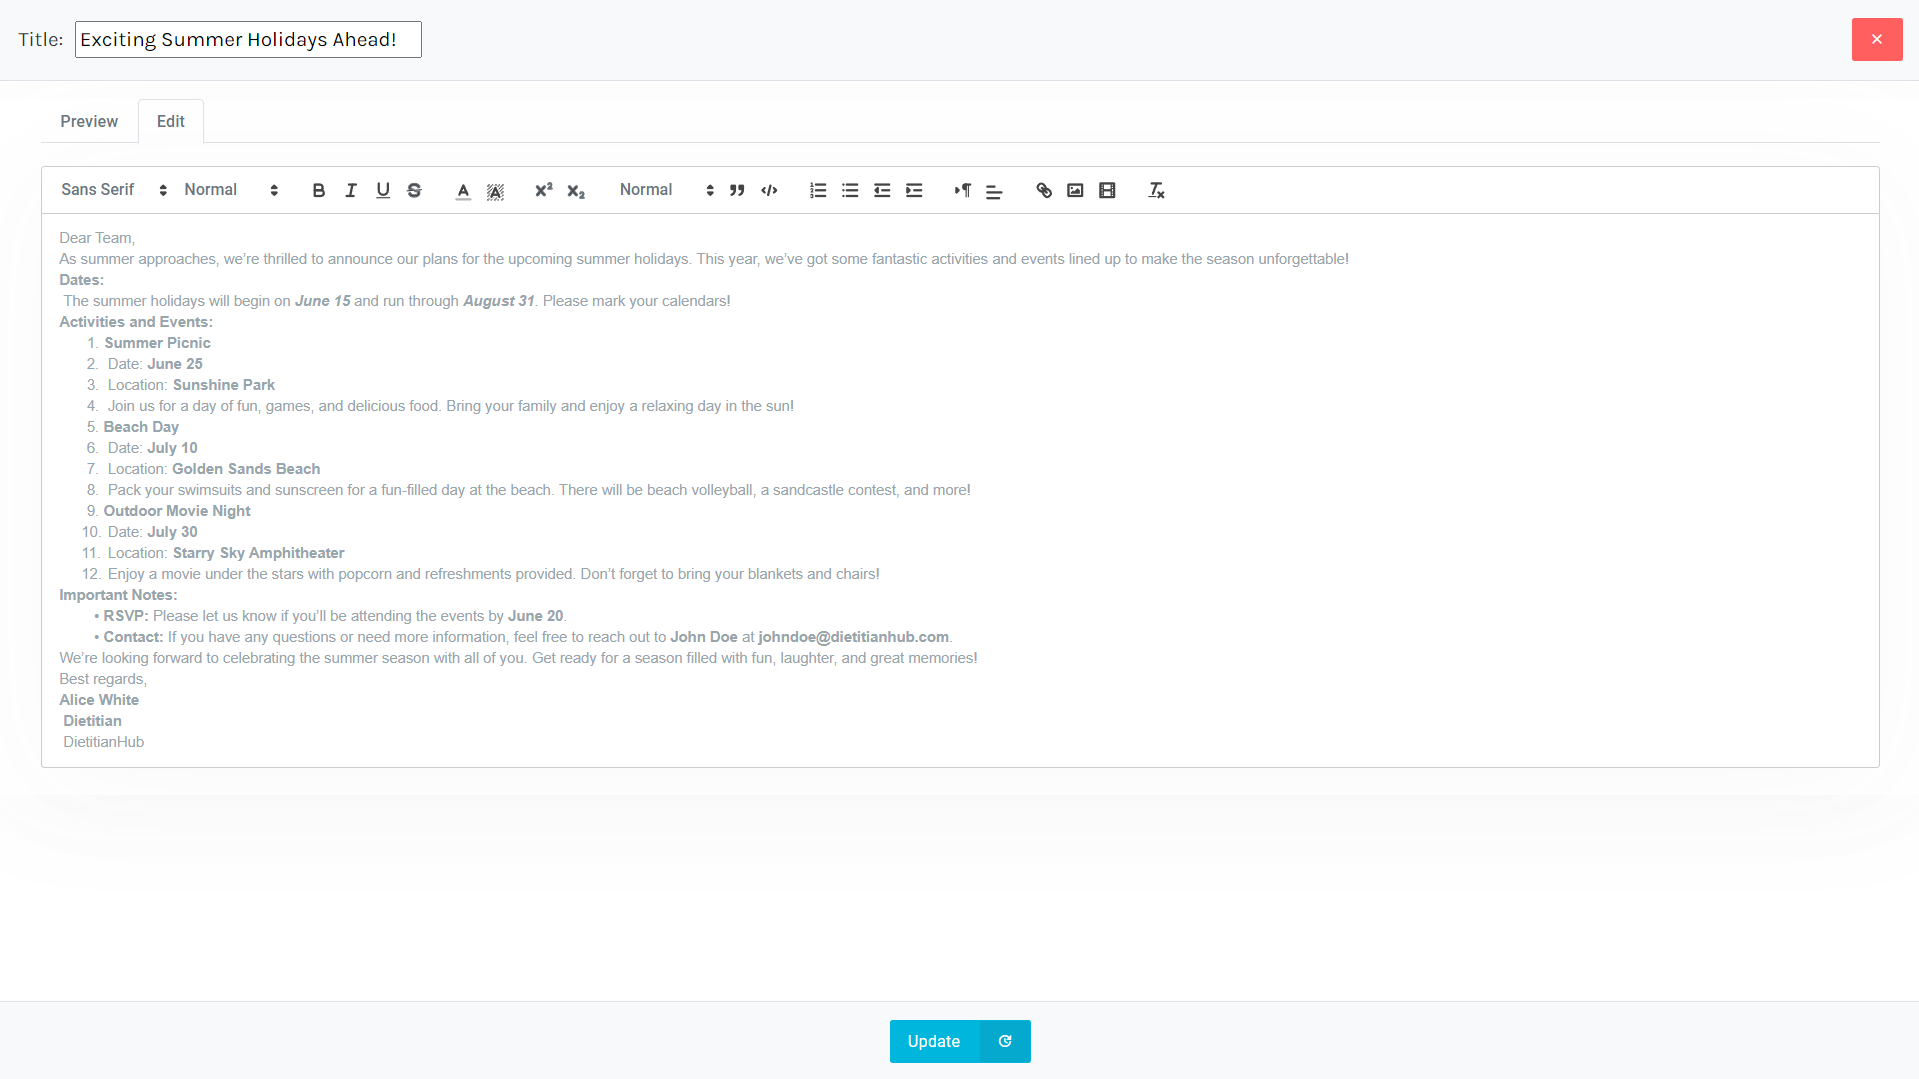 Title: Exciting Summer Holidays Ahead!
Preview Edit
Sans Serif Normal Normal
Dear Team,
As summer approaches, we’re thrilled to announce our plans for the upcoming summer holidays. This year, we’ve got some fantastic activities and events lined up to make the season unforgettable!
Dates:
The summer holidays will begin on June 15 and run through August 31. Please mark your calendars!
Activities and Events:
1. Summer Picnic
2. Date: June 25
3. Location: Sunshine Park
4. Join us for a day of fun, games, and delicious food. Bring your family and enjoy a relaxing day in the sun!
5. Beach Day
6. Date: July 10
7. Location: Golden Sands Beach
8. Pack your swimsuits and sunscreen for a fun-filled day at the beach. There will be beach volleyball, a sandcastle contest, and more!
9. Outdoor Movie Night
10. Date: July 30
11. Location: Starry Sky Amphitheater
12. Enjoy a movie under the stars with popcorn and refreshments provided. Don’t forget to bring your blankets and chairs!
Important Notes:
• RSVP: Please let us know if you’ll be attending the events by June 20.
• Contact: If you have any questions or need more information, feel free to reach out to John Doe at johndoe@dietitianhub.com.
We’re looking forward to celebrating the summer season with all of you. Get ready for a season filled with fun, laughter, and great memories!
Best regards,
Alice White
Dietitian
DietitianHub
Update